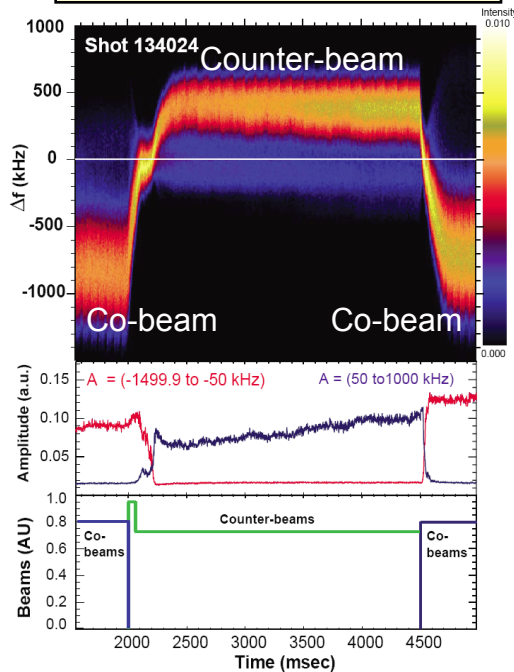 Intensity
0.010
1000
Shot 134024
Counter-beam
500
0
-500
-1000
Δf (kHz)
Co-beam
Co-beam
0.000
A = (-1499.9 to -50 kHz)
A = (50 to1000 kHz)
0.15
0.10
0.05
Amplitude (a.u.)
1.0
0.8
0.6
0.4
0.2
0.0
Beams (AU)
Co-
beams
Counter-beams
Co-
beams
2000 2500 3000 3500 4000 4500
Time (msec)